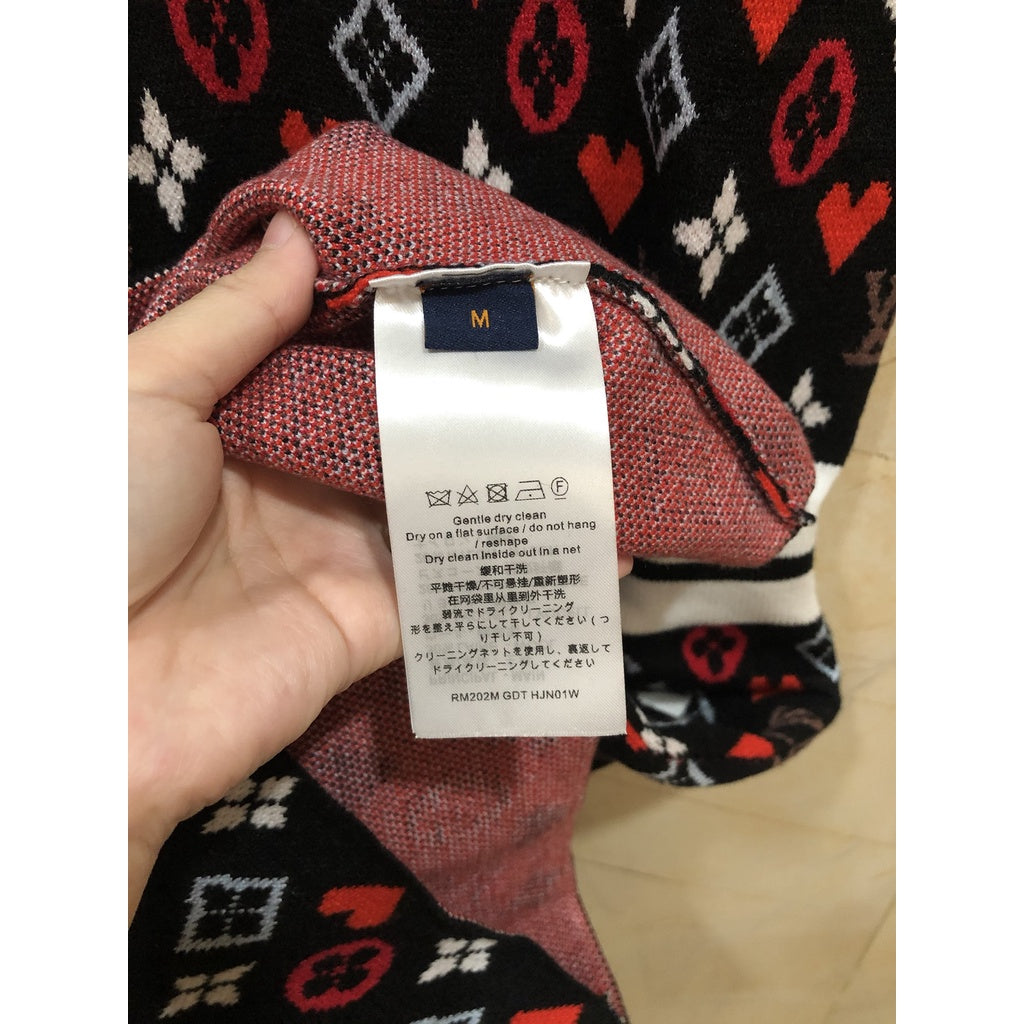 M
F
Gentle dry clean
Dry on a flat surface / do not hang
/ reshape
Dry clean inside out in a net
缓和干洗
平摊干燥/不可悬挂/重新塑形
在网袋里从里到外干洗
弱流でドライクリーニング
形を整え平らにして干してください（つ
り干し不可）
クリーニングネットを使用し、裏返して
ドライクリーニングしてください
RM202M GDT HJN01W
LV